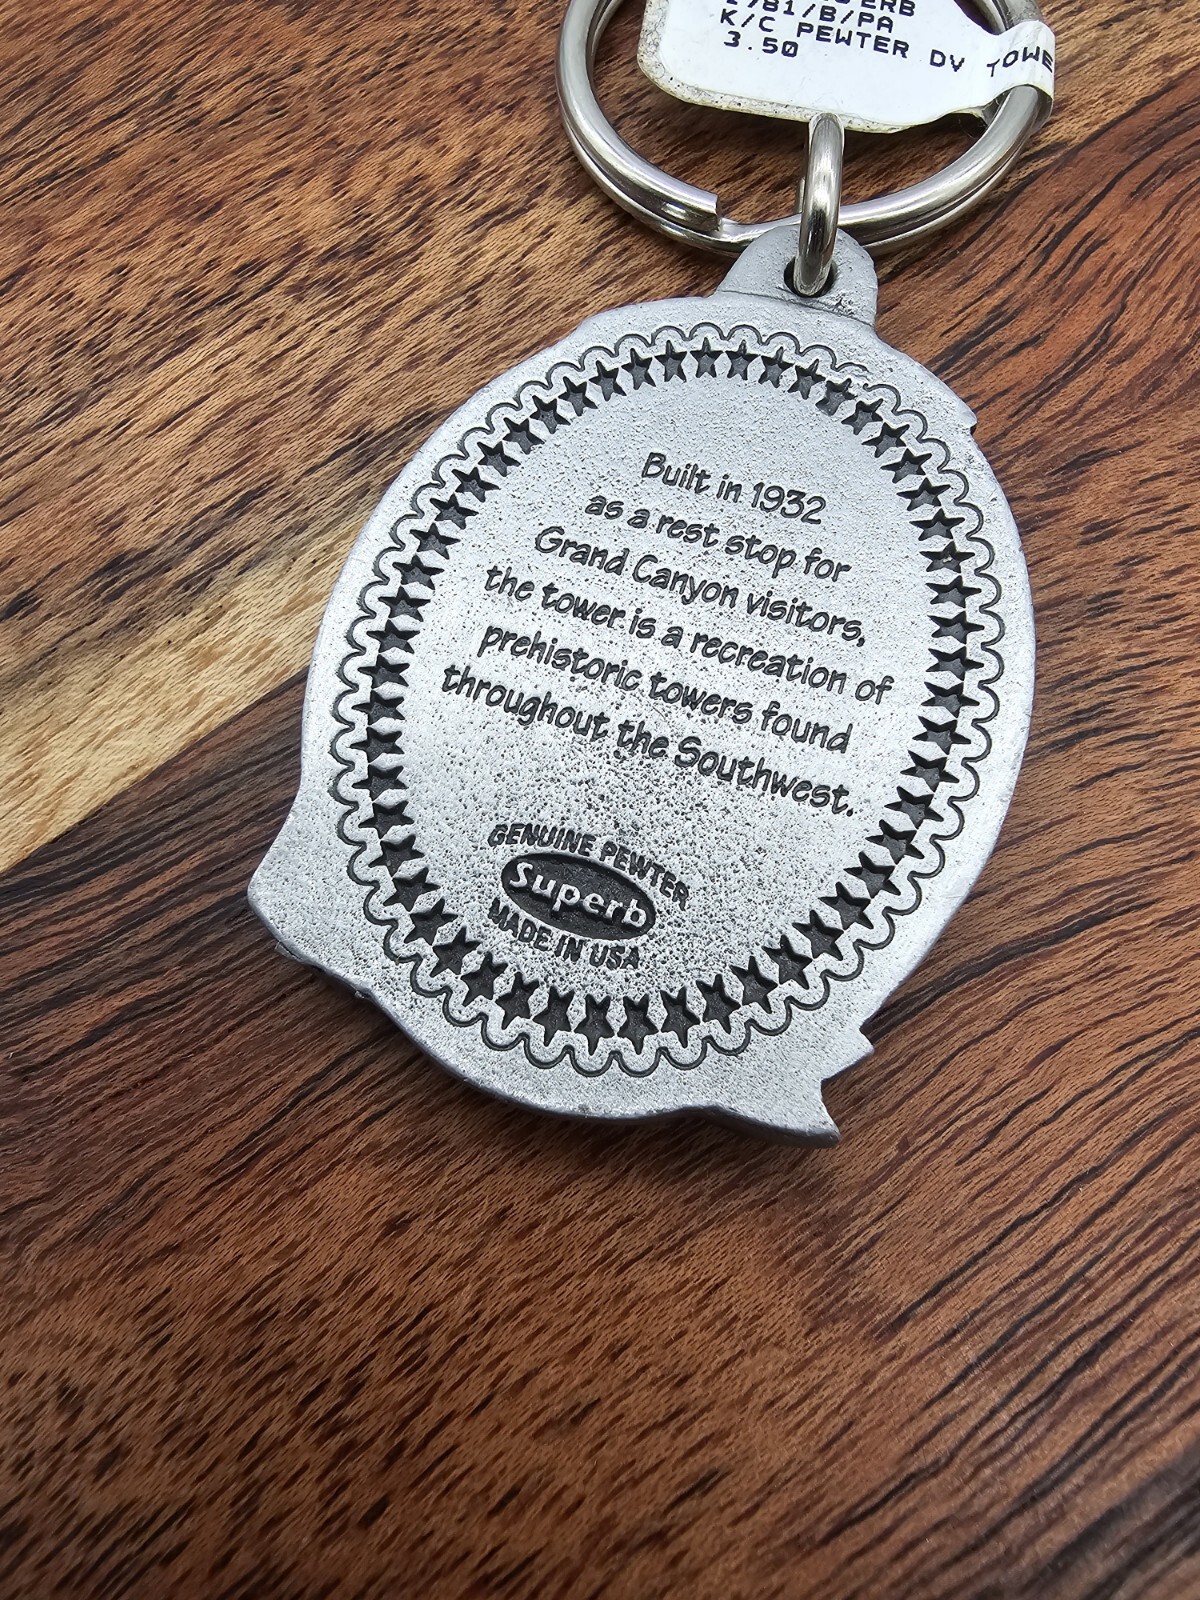 K/C PEWTER DV TOWE
3.50
Built in 1932
as a rest stop for
Grand Canyon visitors,
the tower is a recreation of
prehistoric towers found
throughout the Southwest.
GENUINE PEWTER
Superb
MADE IN USA